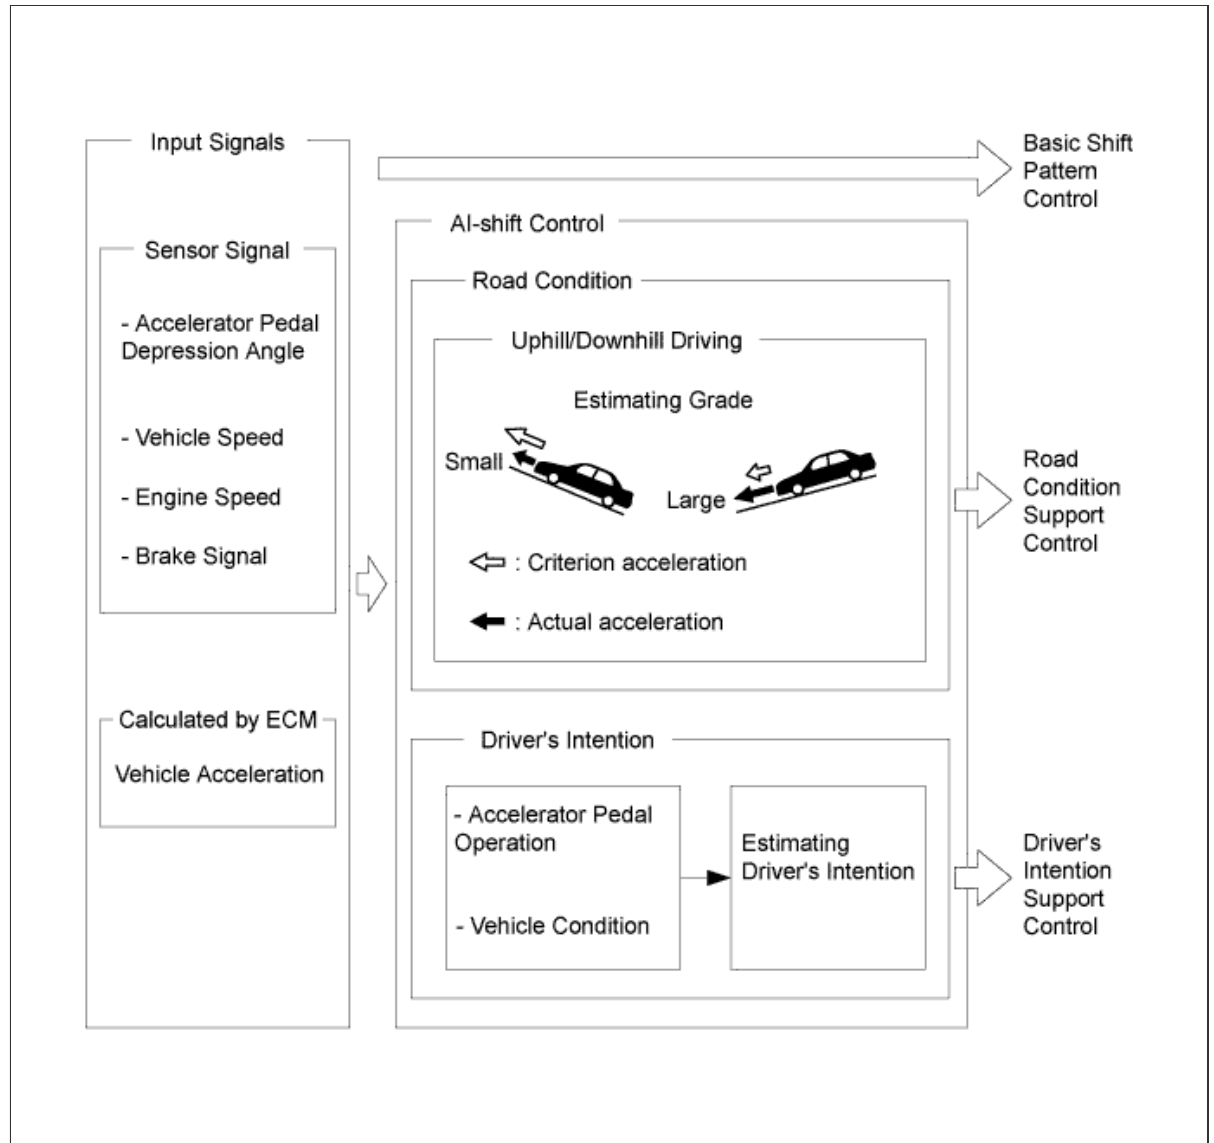 Input Signals
Sensor Signal
- Accelerator Pedal
Depression Angle
- Vehicle Speed
- Engine Speed
- Brake Signal
Calculated by ECM
Vehicle Acceleration
Basic Shift
Pattern
Control
AI-shift Control
Road Condition
Uphill/Downhill Driving
Estimating Grade
Small
Large
: Criterion acceleration
: Actual acceleration
Road
Condition
Support
Control
Driver's Intention
- Accelerator Pedal
Operation
- Vehicle Condition
Estimating
Driver's Intention
Driver's
Intention
Support
Control